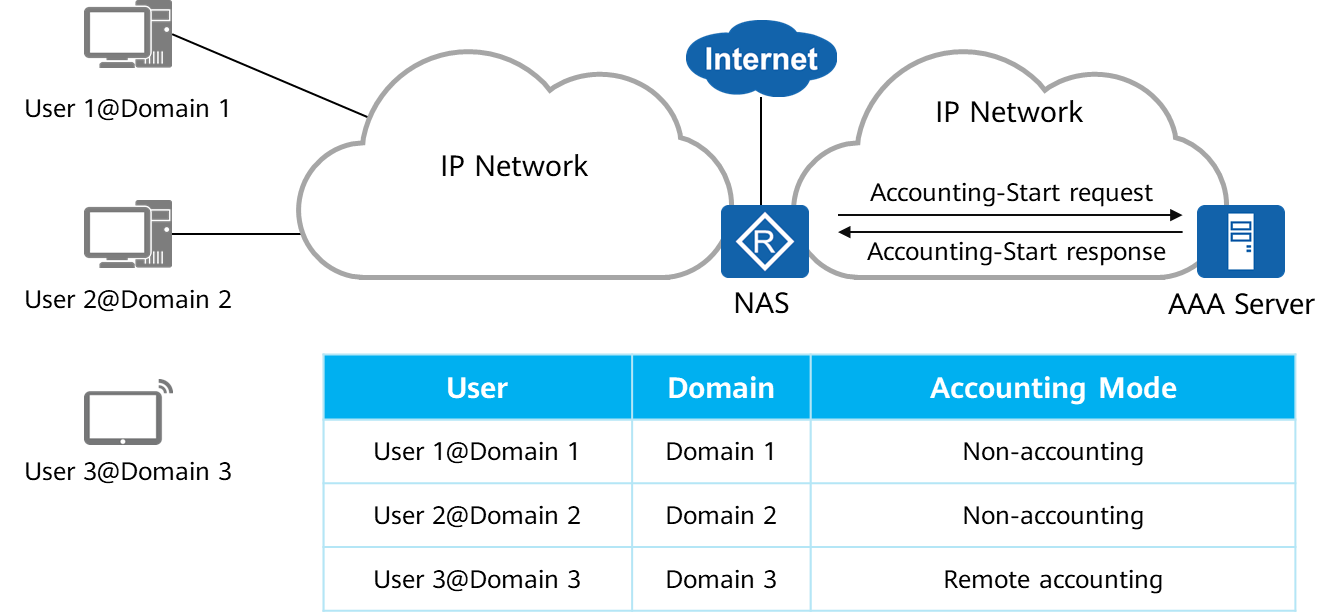 User 1@Domain 1
Internet
IP Network
IP Network
Accounting-Start request
R
Accounting-Start response
User 2@Domain 2
NAS
AAA Server
User 3@Domain 3
User Domain Accounting Mode
User 1@Domain 1 Domain 1 Non-accounting
User 2@Domain 2 Domain 2 Non-accounting
User 3@Domain 3 Domain 3 Remote accounting